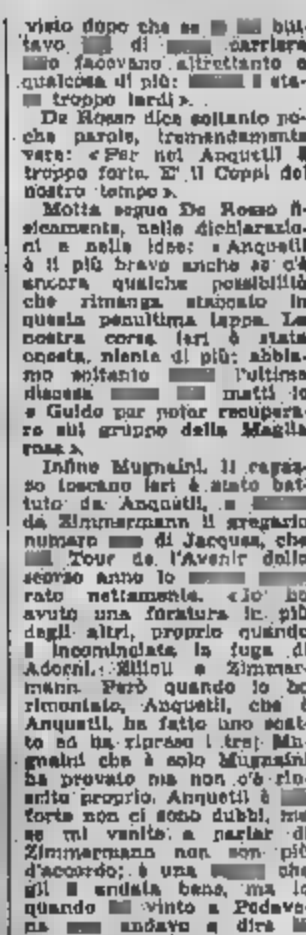 visto dopo che se
tavo di carriera
facevano altrettanto e
qualcosa di più:
troppo tardi ».
De Rosso dice soltanto po-
che parole, tremendamente
vere: « Per noi Anquetil è
troppo forte. E' il Coppi del
nostro tempo ».
Motta segue De Rosso fi-
sicamente, nelle dichiarazio-
ni e nelle idee: « Anquetil
è il più bravo anche se c'è
ancora qualche possibilità
che rimanga staccato in
questa penultima tappa. La
nostra corsa ieri è stata
onesta, niente di più: abbia-
mo soltanto l'ultima
discesa matti io
e Guido per poter recupera-
re sul gruppo della Maglia
rosa ».
Infine Mugnaini. Il ragaz-
zo toscano ieri è stato bat-
tuto da Anquetil, e
da Zimmermann il gregario
numero di Jacques, che
Tour de l'Avenir dello
scorso anno lo
rato nettamente. « Io ho
avuto una foratura in più
degli altri, proprio quando
è incominciata la fuga di
Adorni, Zilioli e Zimmer-
mann. Però quando lo ho
rimontato, Anquetil, che è
Anquetil, ha fatto uno scat-
to ed ha ripreso i tre; Mu-
gnaini che è solo Mugnaini
ha provato ma non c'è riu-
scito proprio. Anquetil è
forte non ci sono dubbi, ma
se mi venite a parlar di
Zimmermann non son più
d'accordo; è una che
gli è andata bene, ma io
quando vinto a Pedavena
andavo a dire